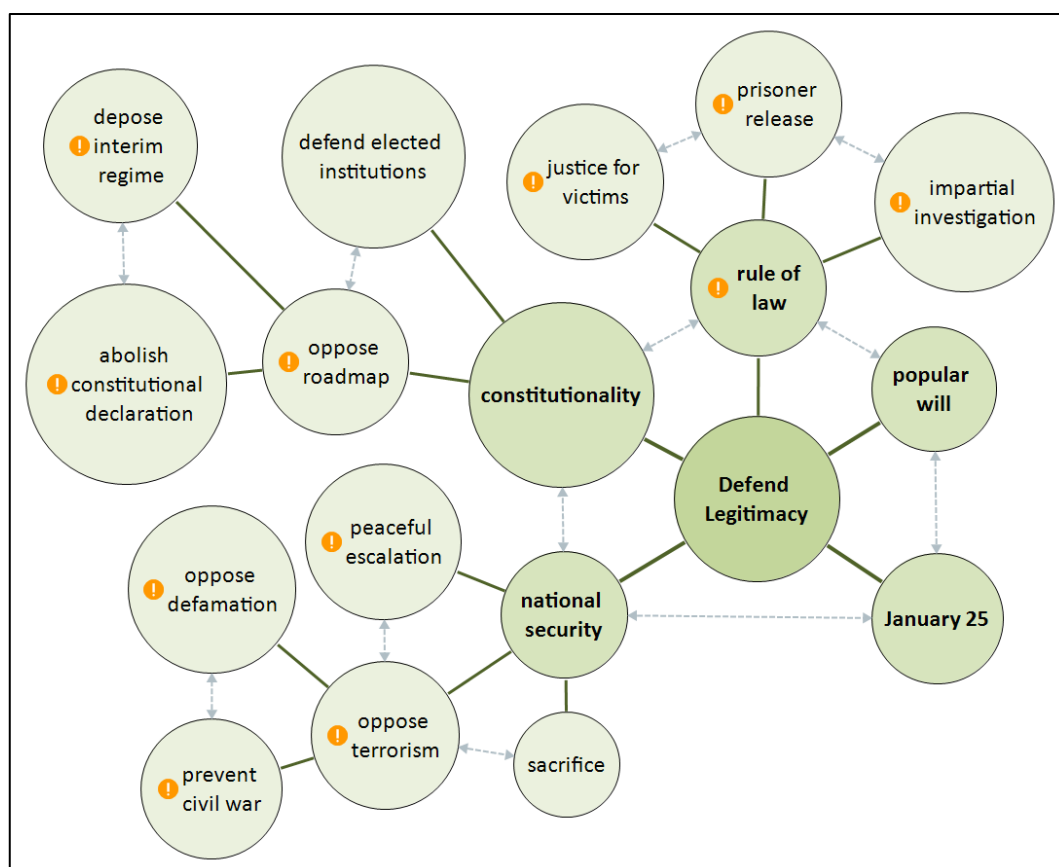 depose
! interim
regime
defend elected
institutions
! prisoner
release
! justice for
victims
! impartial
investigation
! rule of
law
abolish
! constitutional
declaration
! oppose
roadmap
constitutionality
popular
will
Defend
Legitimacy
! peaceful
escalation
! oppose
defamation
national
security
January 25
! oppose
terrorism
sacrifice
! prevent
civil war